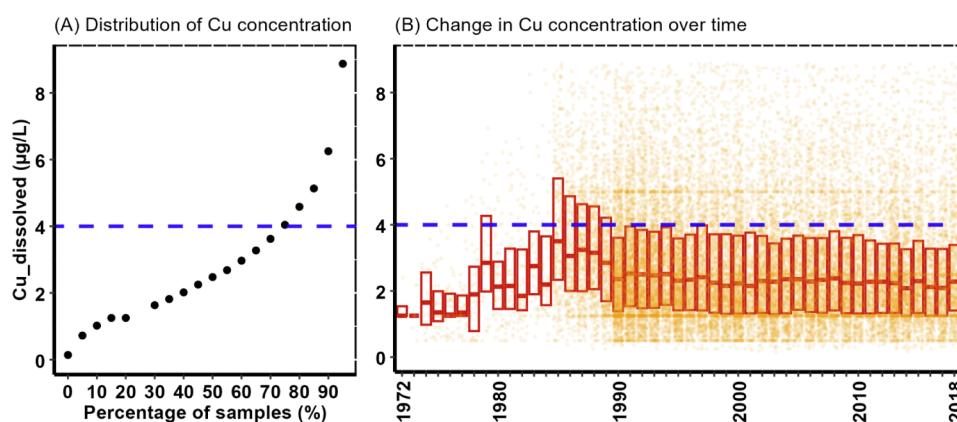 (A) Distribution of Cu concentration
(B) Change in Cu concentration over time
Cu_dissolved (µg/L)
8
6
4
2
0
0 10 20 30 40 50 60 70 80 90
Percentage of samples (%)
8
6
4
2
0
1972 1980 1990 2000 2010 2018